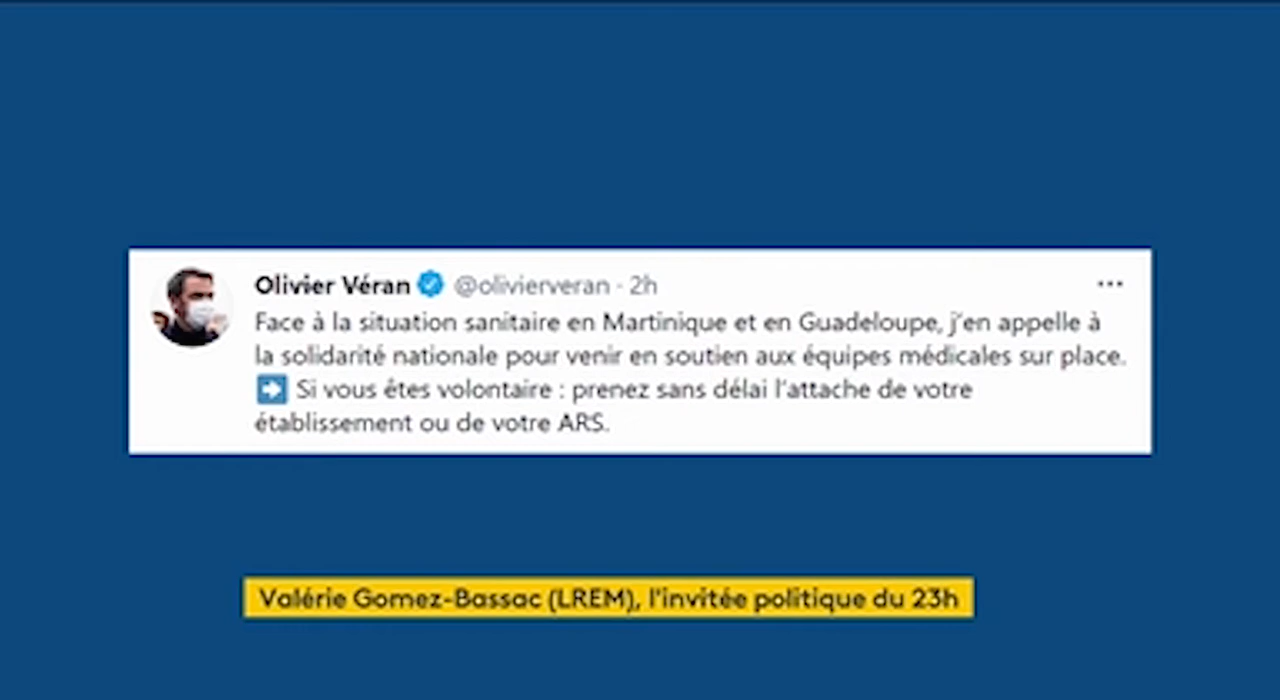 Olivier Véran @olivierveran · 2h
Face à la situation sanitaire en Martinique et en Guadeloupe, j'en appelle à
la solidarité nationale pour venir en soutien aux équipes médicales sur place.
➡️ Si vous êtes volontaire : prenez sans délai l'attache de votre
établissement ou de votre ARS.
Valérie Gomez-Bassac (LREM), l'invitée politique du 23h